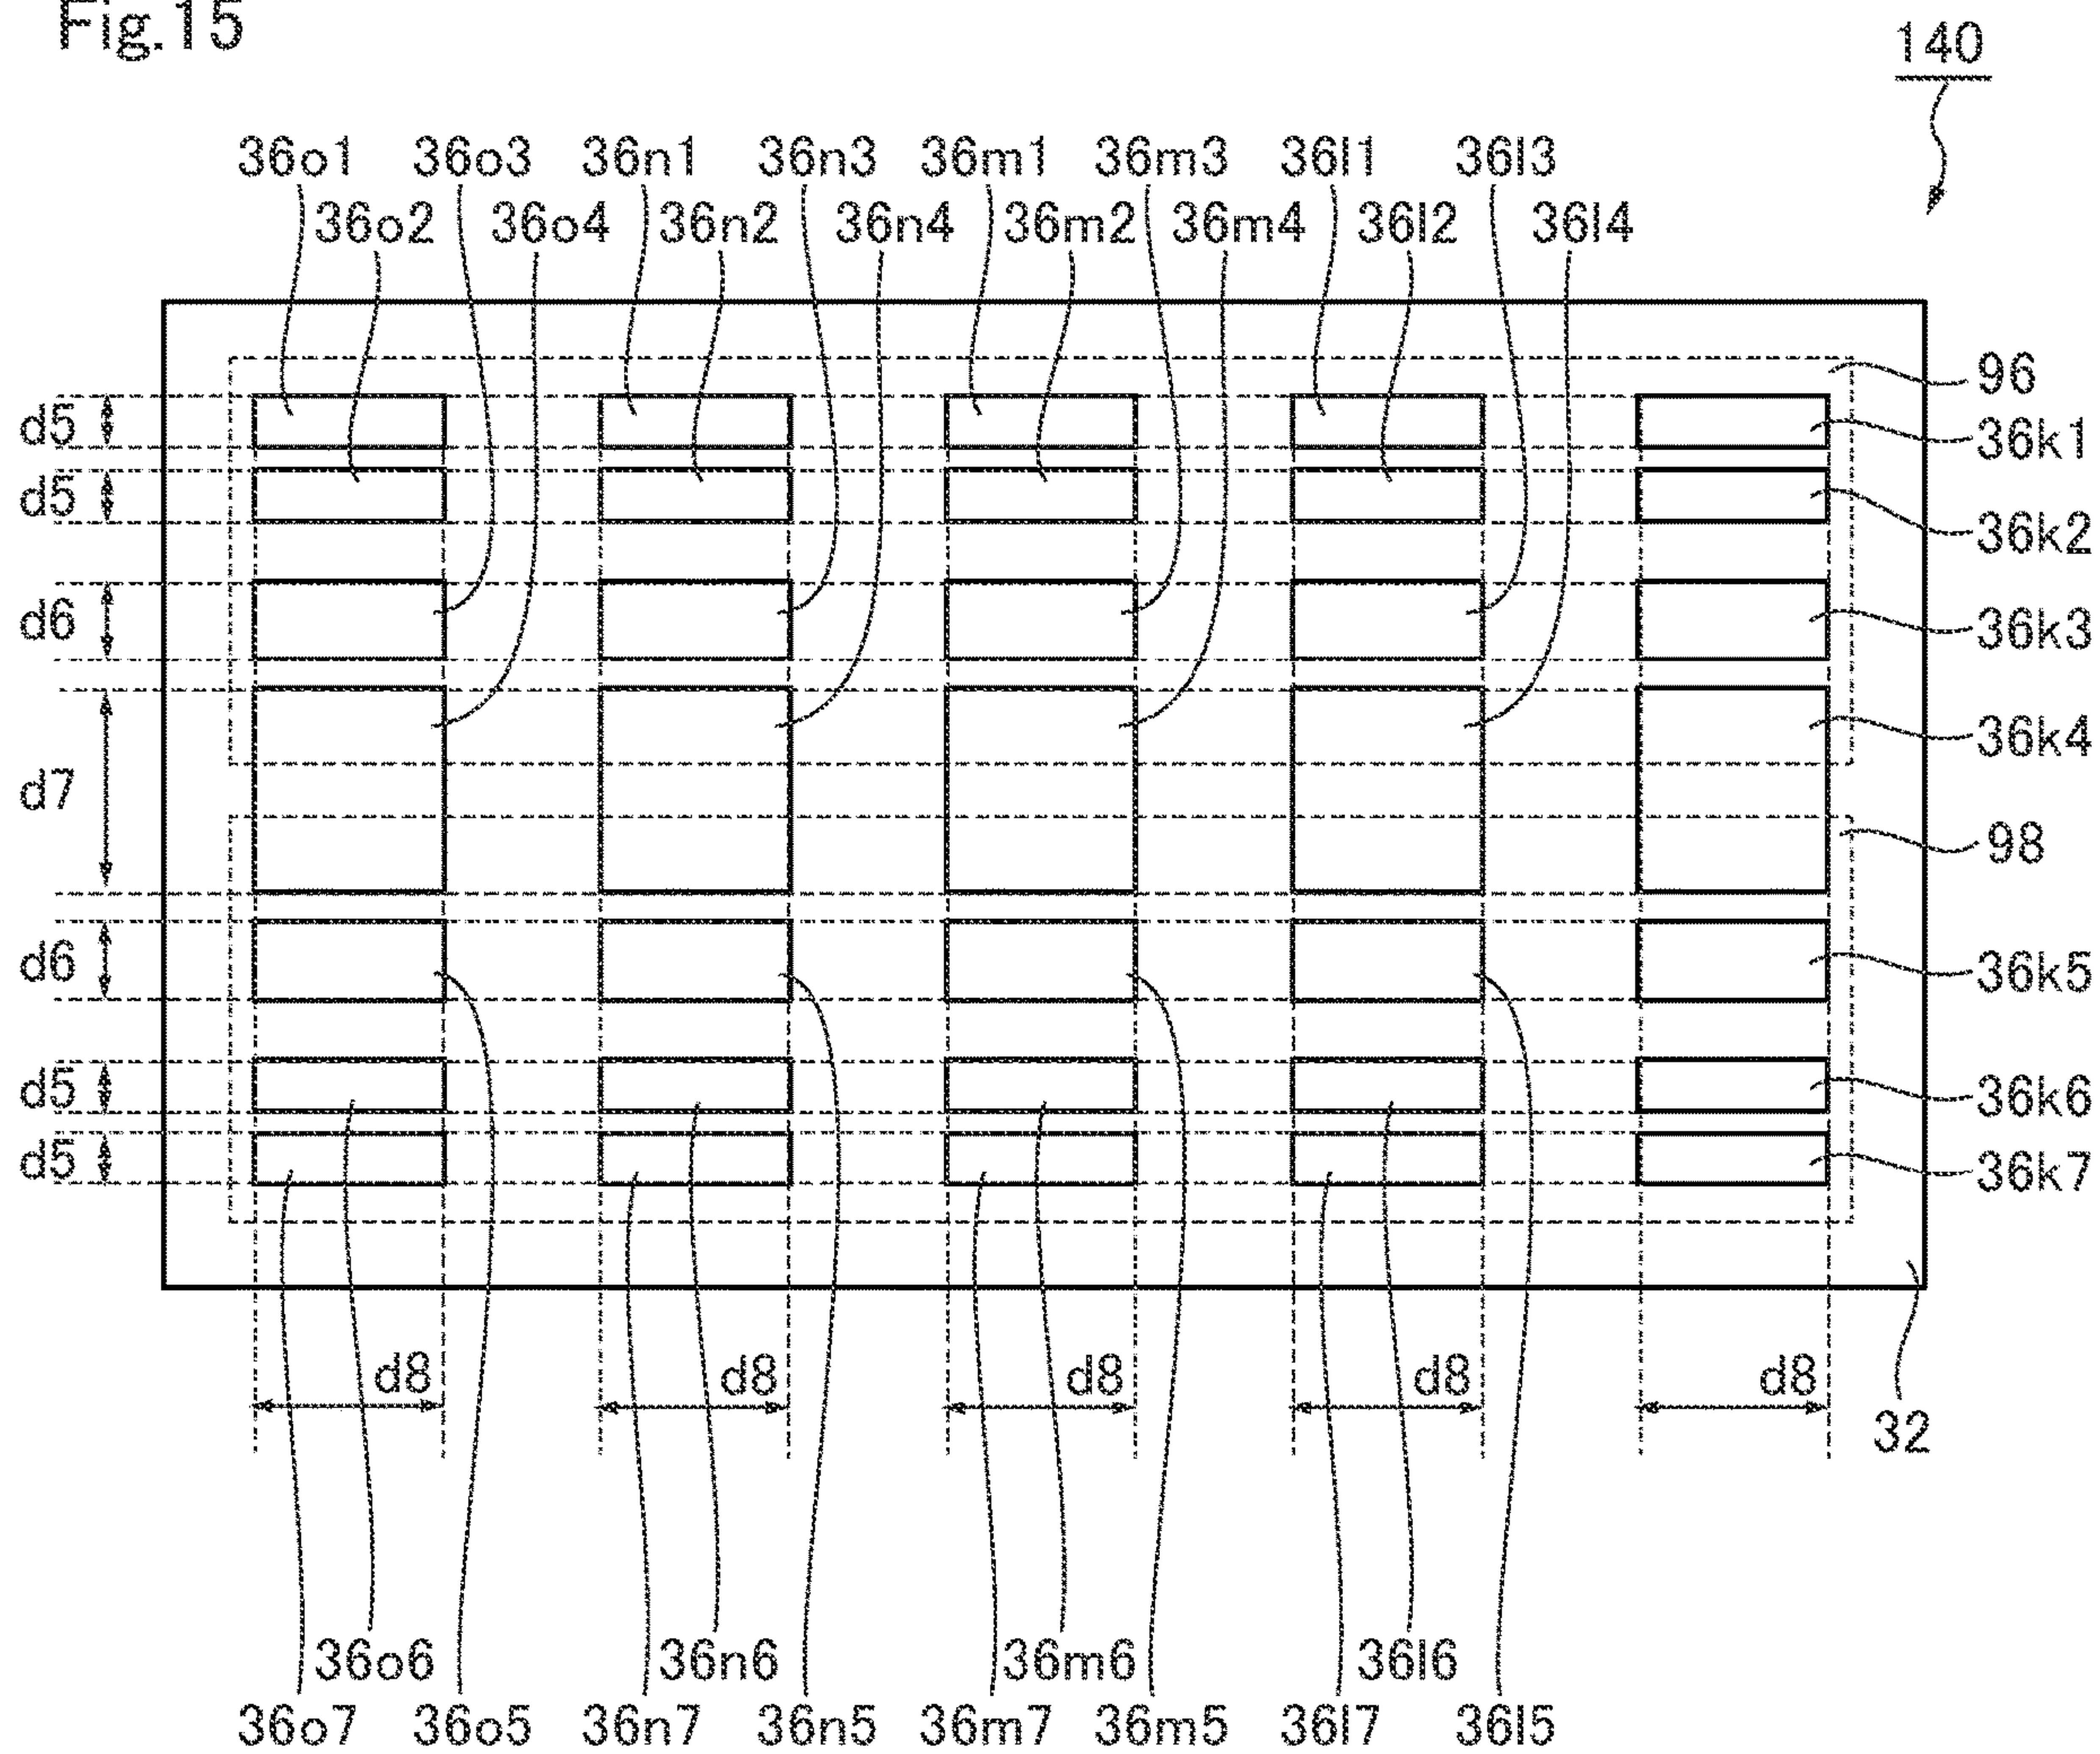 Fig.15
140
36o1 36o3 36n1 36n3 36m1 36m3 36l1 36l3
36o2 36o4 36n2 36n4 36m2 36m4 36l2 36l4
96
d5 36k1
d5 36k2
d6 36k3
d7 36k4
98
d6 36k5
d5 36k6
d5 36k7
d8 d8 d8 d8 d8
32
36o6 36n6 36m6 36l6
36o7 36o5 36n7 36n5 36m7 36m5 36l7 36l5